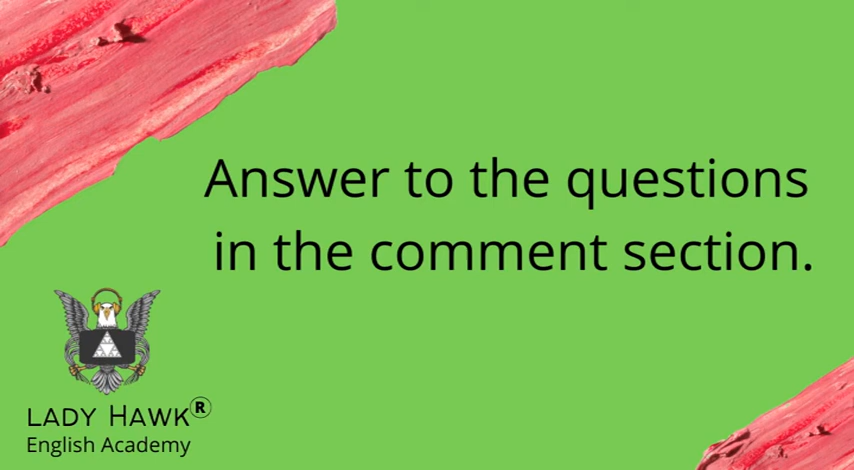 Answer to the questions
in the comment section.
LADY HAWK®
English Academy